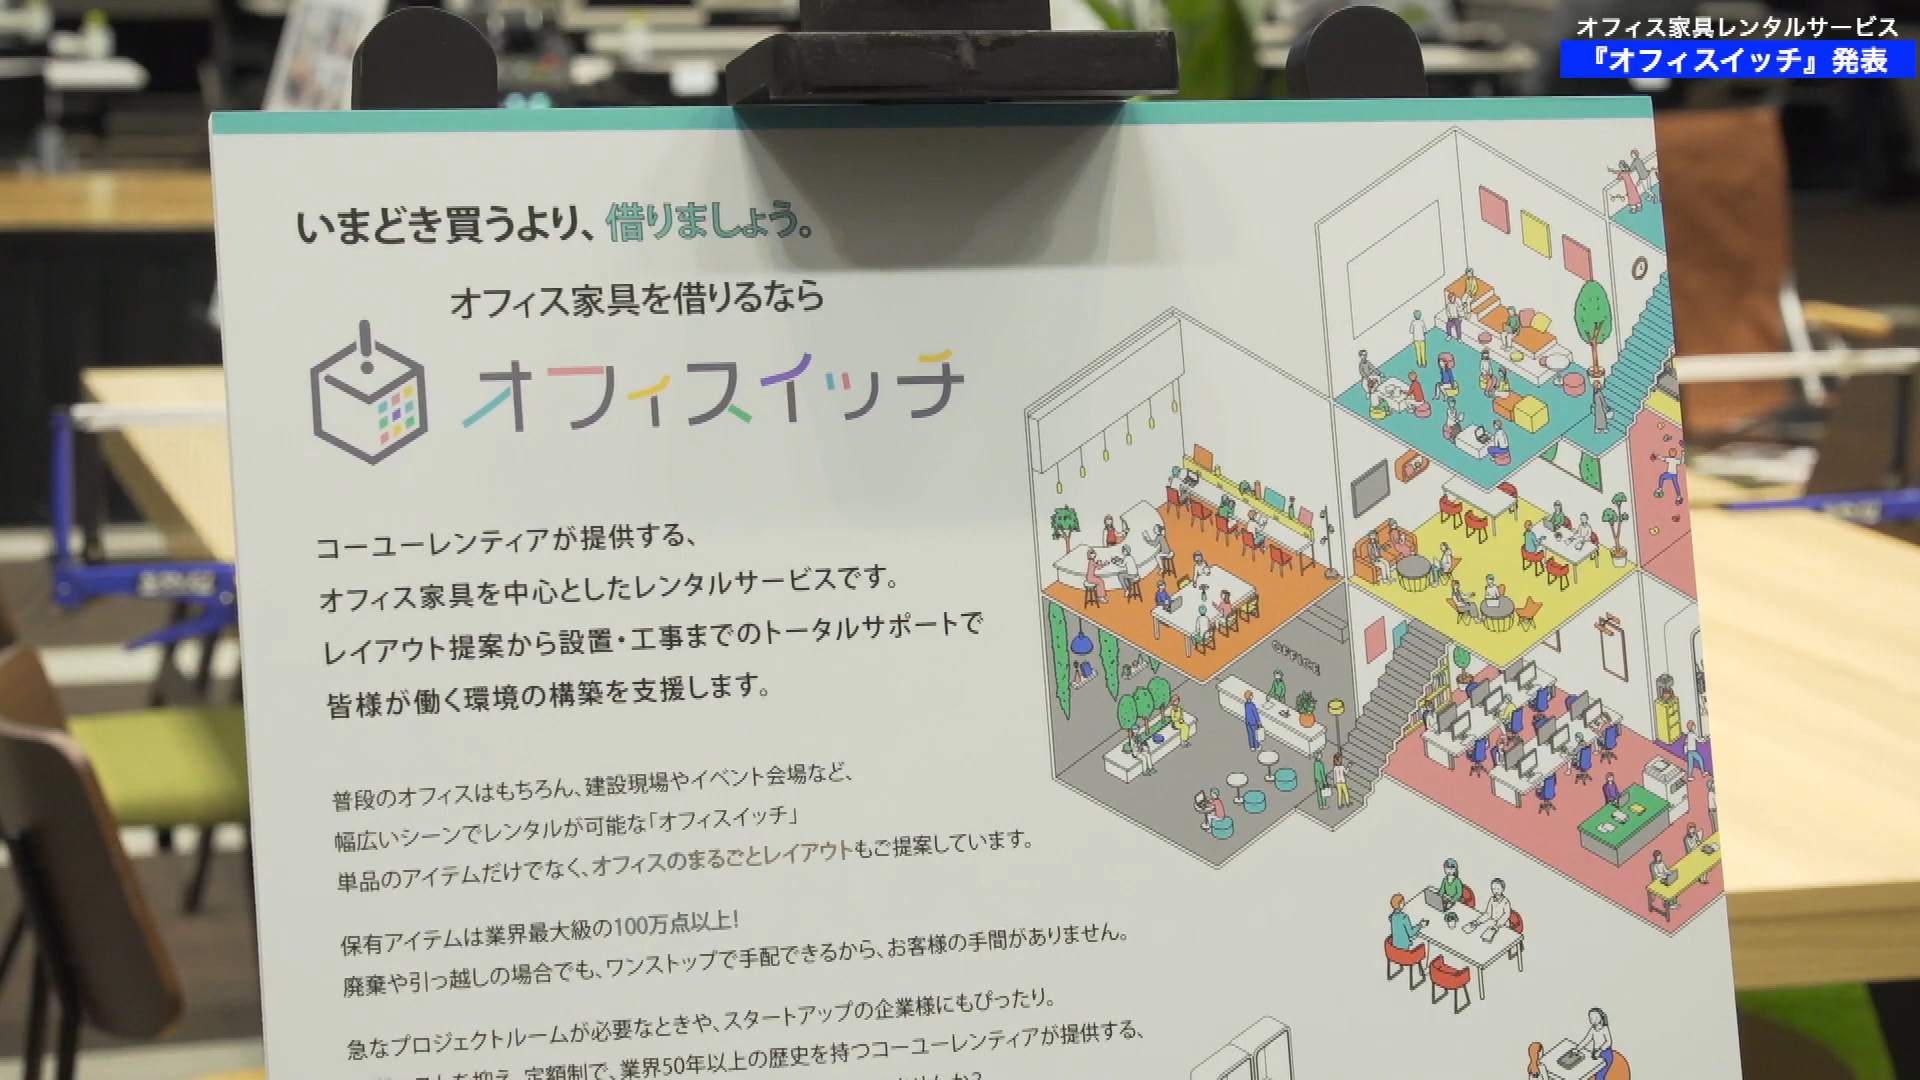 オフィス家具レンタルサービス
『オフィスイッチ』発表
いまどき買うより、借りましょう。
オフィス家具を借りるなら
オフィスイッチ
コーユーレンティアが提供する、
オフィス家具を中心としたレンタルサービスです。
レイアウト提案から設置・工事までのトータルサポートで
皆様が働く環境の構築を支援します。
OFFICE
普段のオフィスはもちろん、建設現場やイベント会場など、
幅広いシーンでレンタルが可能な「オフィスイッチ」
単品のアイテムだけでなく、オフィスのまるごとレイアウトもご提案しています。
保有アイテムは業界最大級の100万点以上！
廃棄や引っ越しの場合でも、ワンストップで手配できるから、お客様の手間がありません。
急なプロジェクトルームが必要なときや、スタートアップの企業様にもぴったり。
を抑え、定額制で、業界50年以上の歴史を持つコーユーレンティアが提供する、